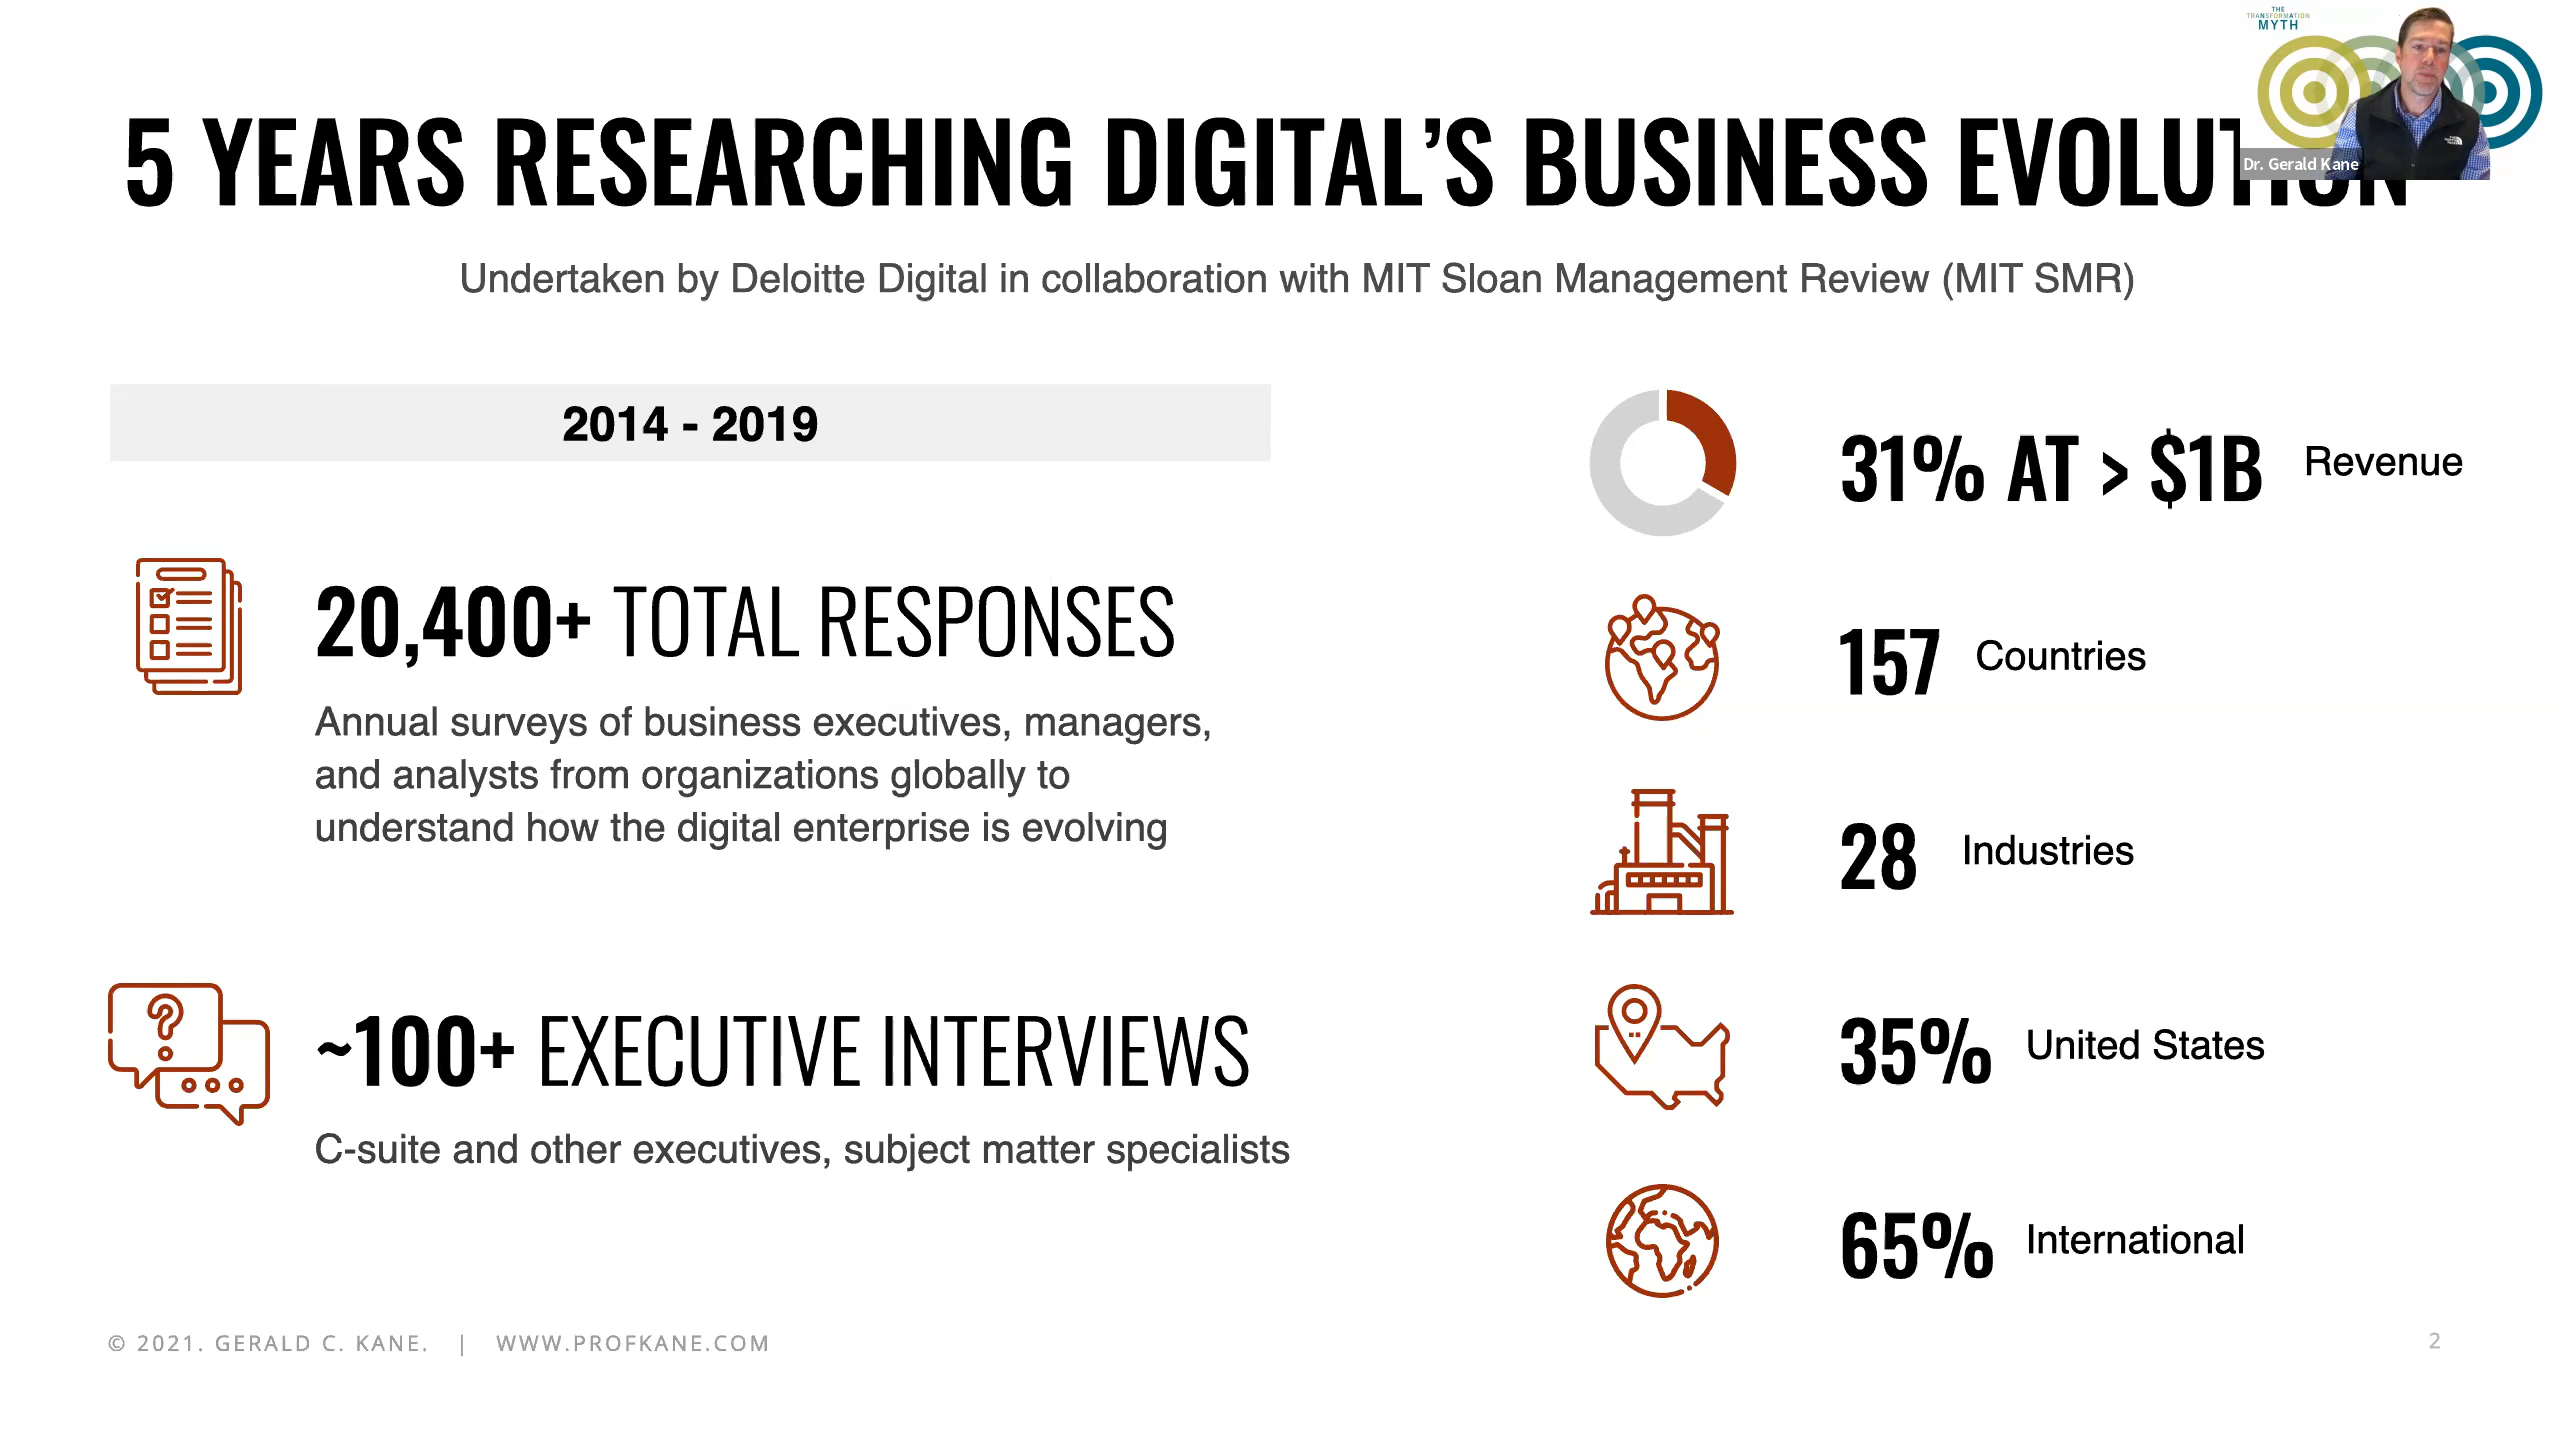 THE
TRANSFORMATION
MYTH
5 YEARS RESEARCHING DIGITAL’S BUSINESS EVOLUTION
Dr. Gerald Kane
Undertaken by Deloitte Digital in collaboration with MIT Sloan Management Review (MIT SMR)
2014 - 2019
20,400+ TOTAL RESPONSES
Annual surveys of business executives, managers,
and analysts from organizations globally to
understand how the digital enterprise is evolving
~100+ EXECUTIVE INTERVIEWS
C-suite and other executives, subject matter specialists
31% AT > $1B Revenue
157 Countries
28 Industries
35% United States
65% International
© 2021. GERALD C. KANE. | WWW.PROFKANE.COM
2